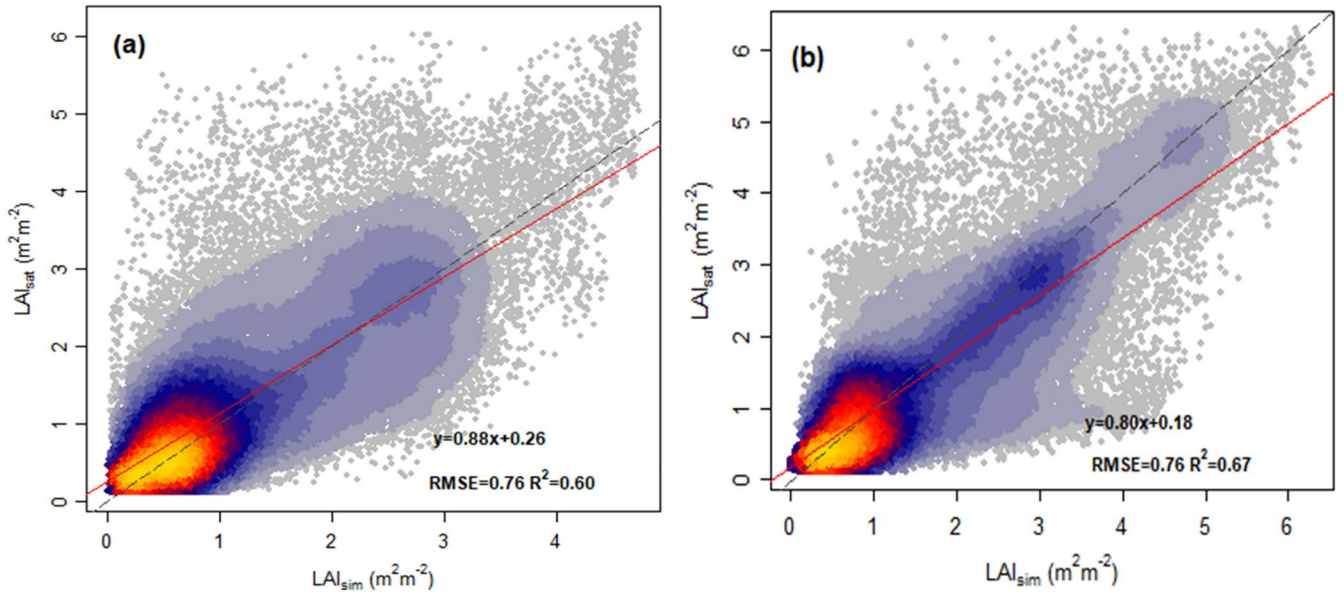 (a)
6
5
4
3
2
1
0
LAIsat (m2m-2)
y=0.88x+0.26
RMSE=0.76 R2=0.60
0 1 2 3 4
LAIsim (m2m-2)
(b)
6
5
4
3
2
1
0
LAIsat (m2m-2)
y=0.80x+0.18
RMSE=0.76 R2=0.67
0 1 2 3 4 5 6
LAIsim (m2m-2)